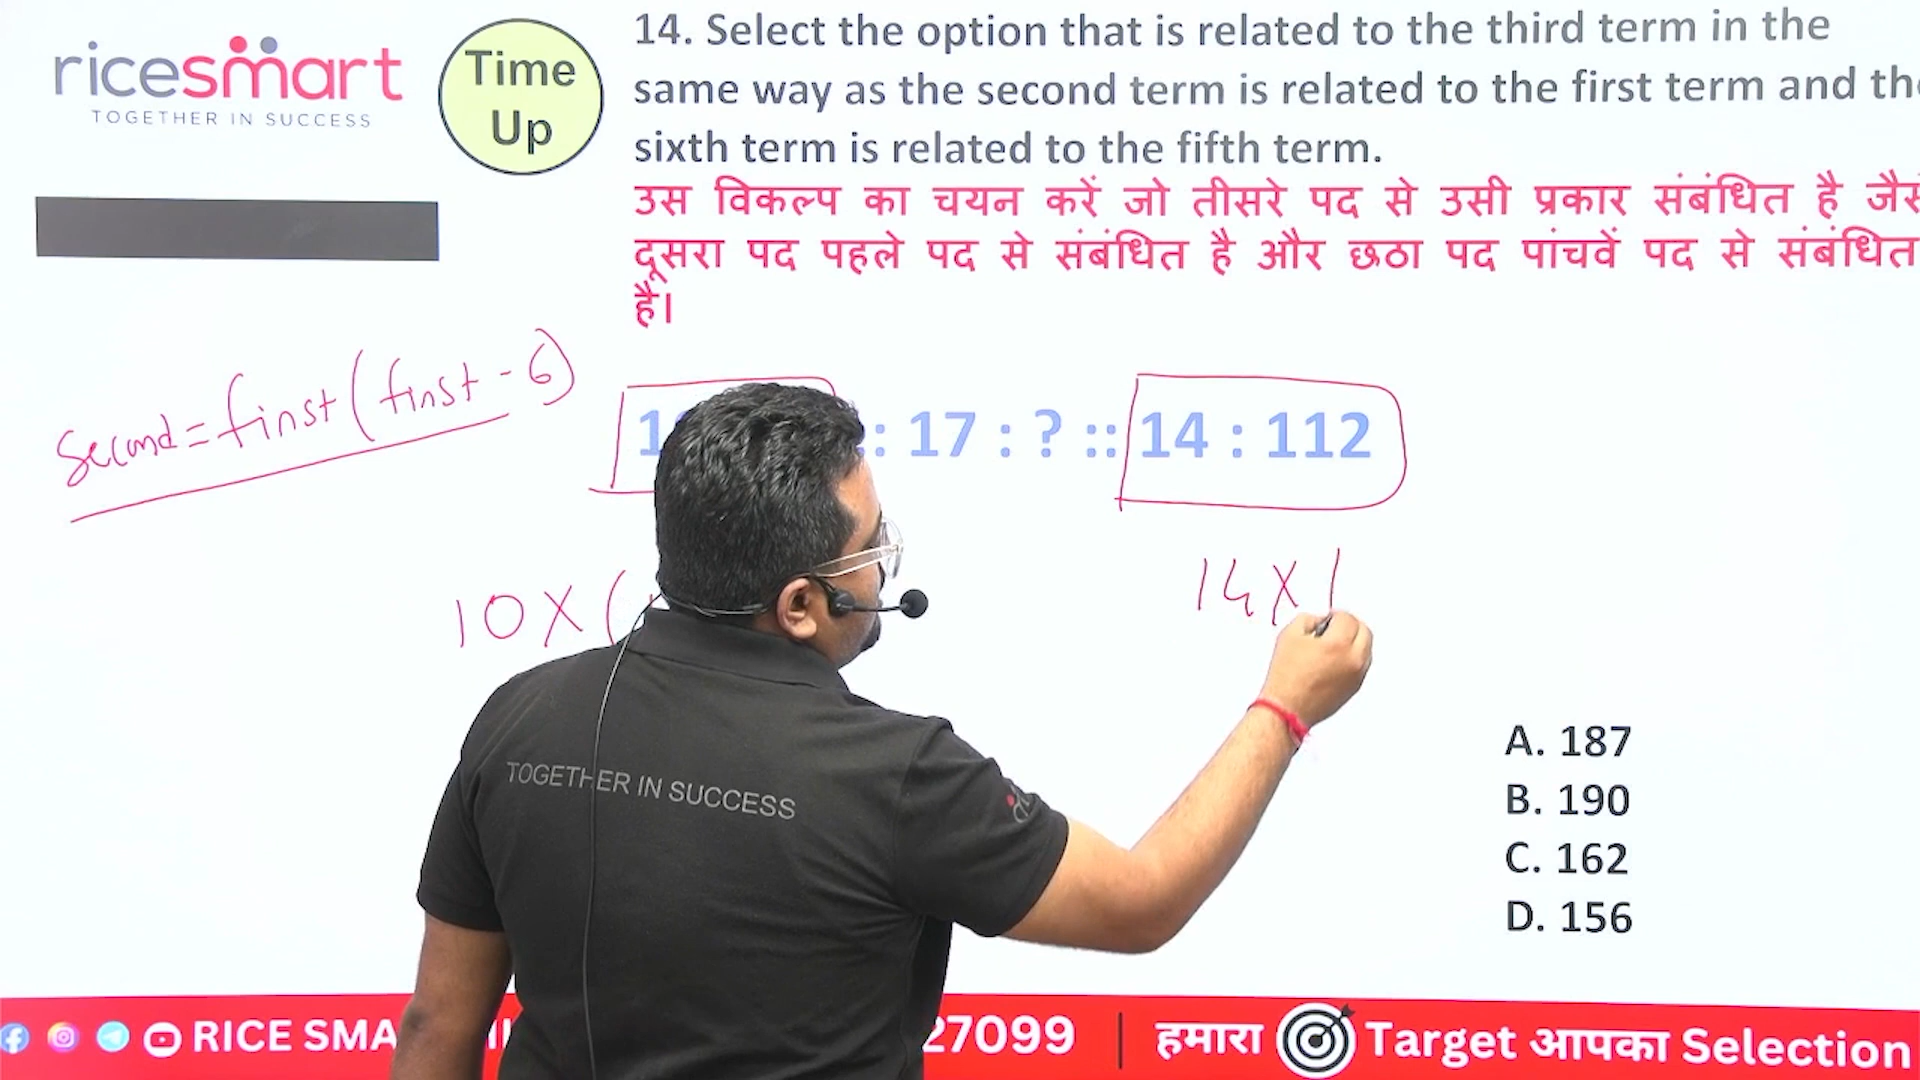 ricesmart
TOGETHER IN SUCCESS
Time
Up
14. Select the option that is related to the third term in the
same way as the second term is related to the first term and the
sixth term is related to the fifth term.
उस विकल्प का चयन करें जो तीसरे पद से उसी प्रकार संबंधित है जैसे
दूसरा पद पहले पद से संबंधित है और छठा पद पांचवें पद से संबंधित
है।
Second = first (first - 6)
:: 17 : ? :: 14 : 112
10 X (
14 X
TOGETHER IN SUCCESS
A. 187
B. 190
C. 162
D. 156
RICE SMA 27099 | हमारा Target आपका Selection